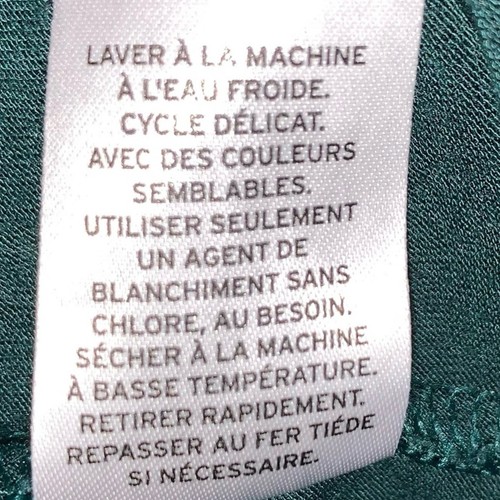 LAVER À LA MACHINE
À L'EAU FROIDE.
CYCLE DÉLICAT.
AVEC DES COULEURS
SEMBLABLES.
UTILISER SEULEMENT
UN AGENT DE
BLANCHIMENT SANS
CHLORE, AU BESOIN.
SÉCHER À LA MACHINE
À BASSE TEMPÉRATURE.
RETIRER RAPIDEMENT.
REPASSER AU FER TIÉDE
SI NÉCESSAIRE.